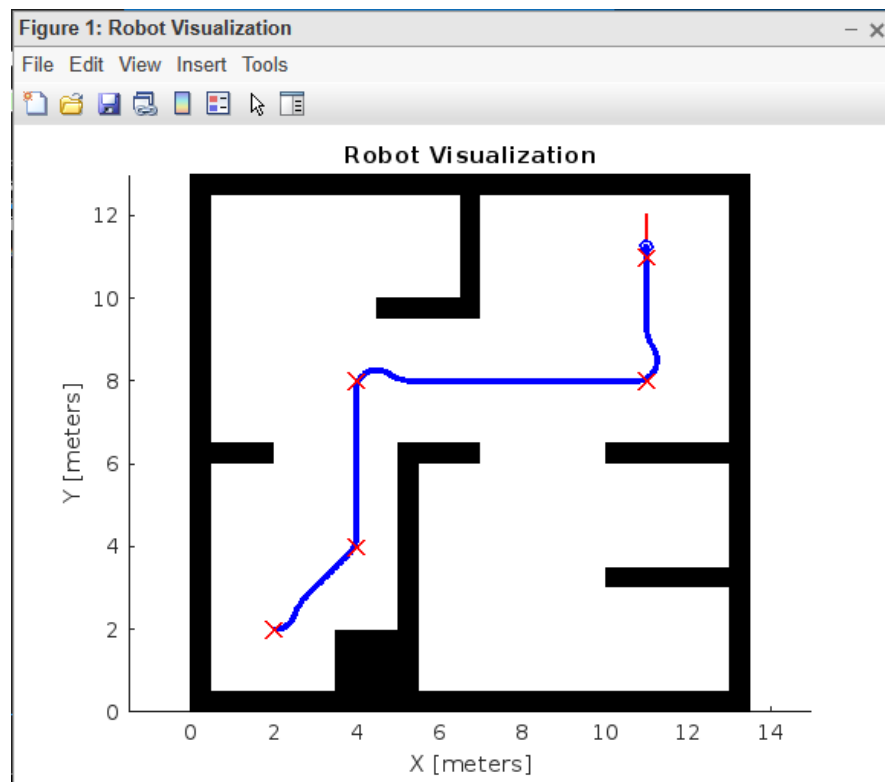 Figure 1: Robot Visualization
File Edit View Insert Tools
Robot Visualization
12
10
8
6
4
2
0
Y [meters]
0 2 4 6 8 10 12 14
X [meters]